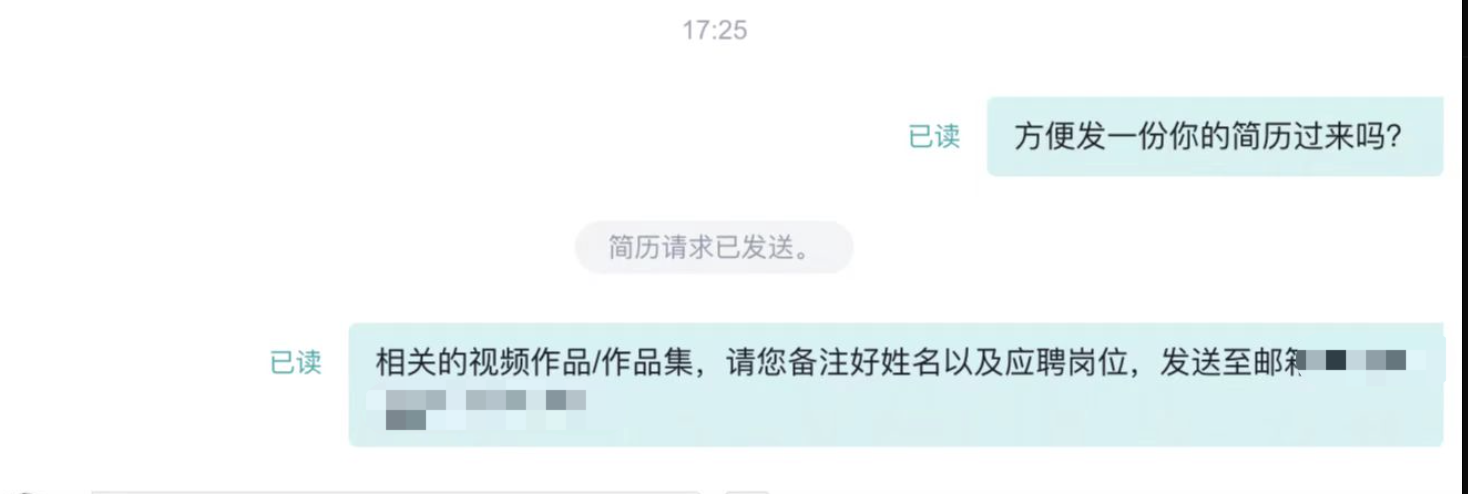 17:25
已读
方便发一份你的简历过来吗?
简历请求已发送。
已读
相关的视频作品/作品集，请您备注好姓名以及应聘岗位，发送至邮箱